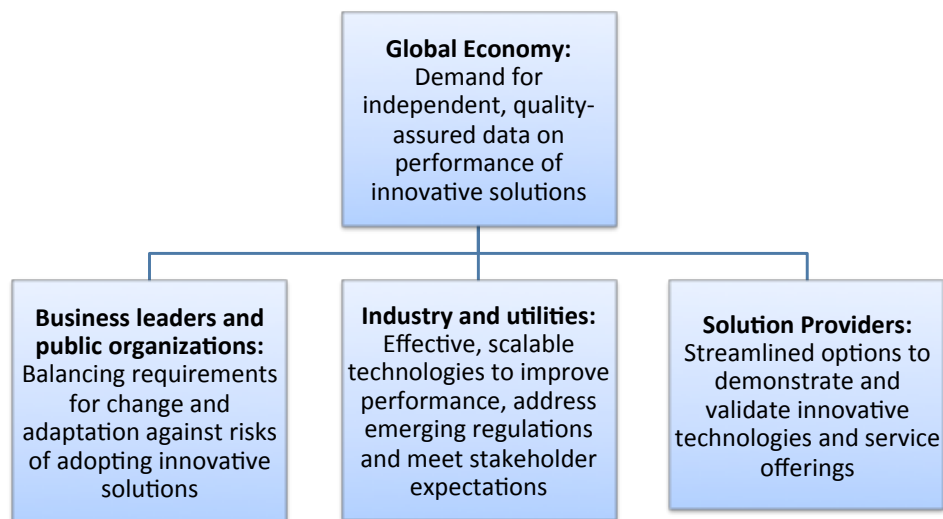 Global Economy:
Demand for
independent, quality-
assured data on
performance of
innovative solutions
Business leaders and
public organizations:
Balancing requirements
for change and
adaptation against risks
of adopting innovative
solutions
Industry and utilities:
Effective, scalable
technologies to improve
performance, address
emerging regulations
and meet stakeholder
expectations
Solution Providers:
Streamlined options to
demonstrate and
validate innovative
technologies and service
offerings